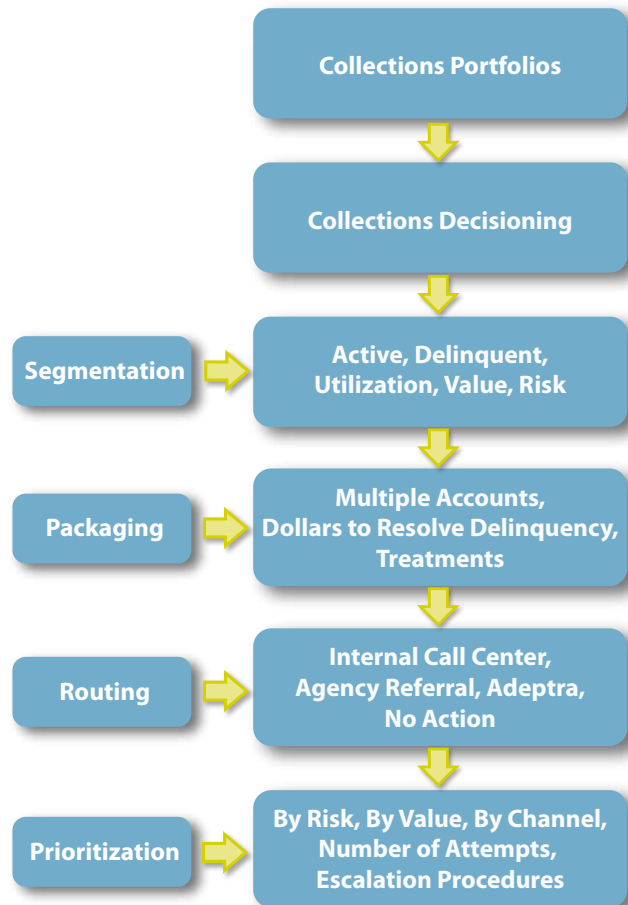 Collections Portfolios
Collections Decisioning
Segmentation
Active, Delinquent,
Utilization, Value, Risk
Packaging
Multiple Accounts,
Dollars to Resolve Delinquency,
Treatments
Routing
Internal Call Center,
Agency Referral, Adeptra,
No Action
Prioritization
By Risk, By Value, By Channel,
Number of Attempts,
Escalation Procedures